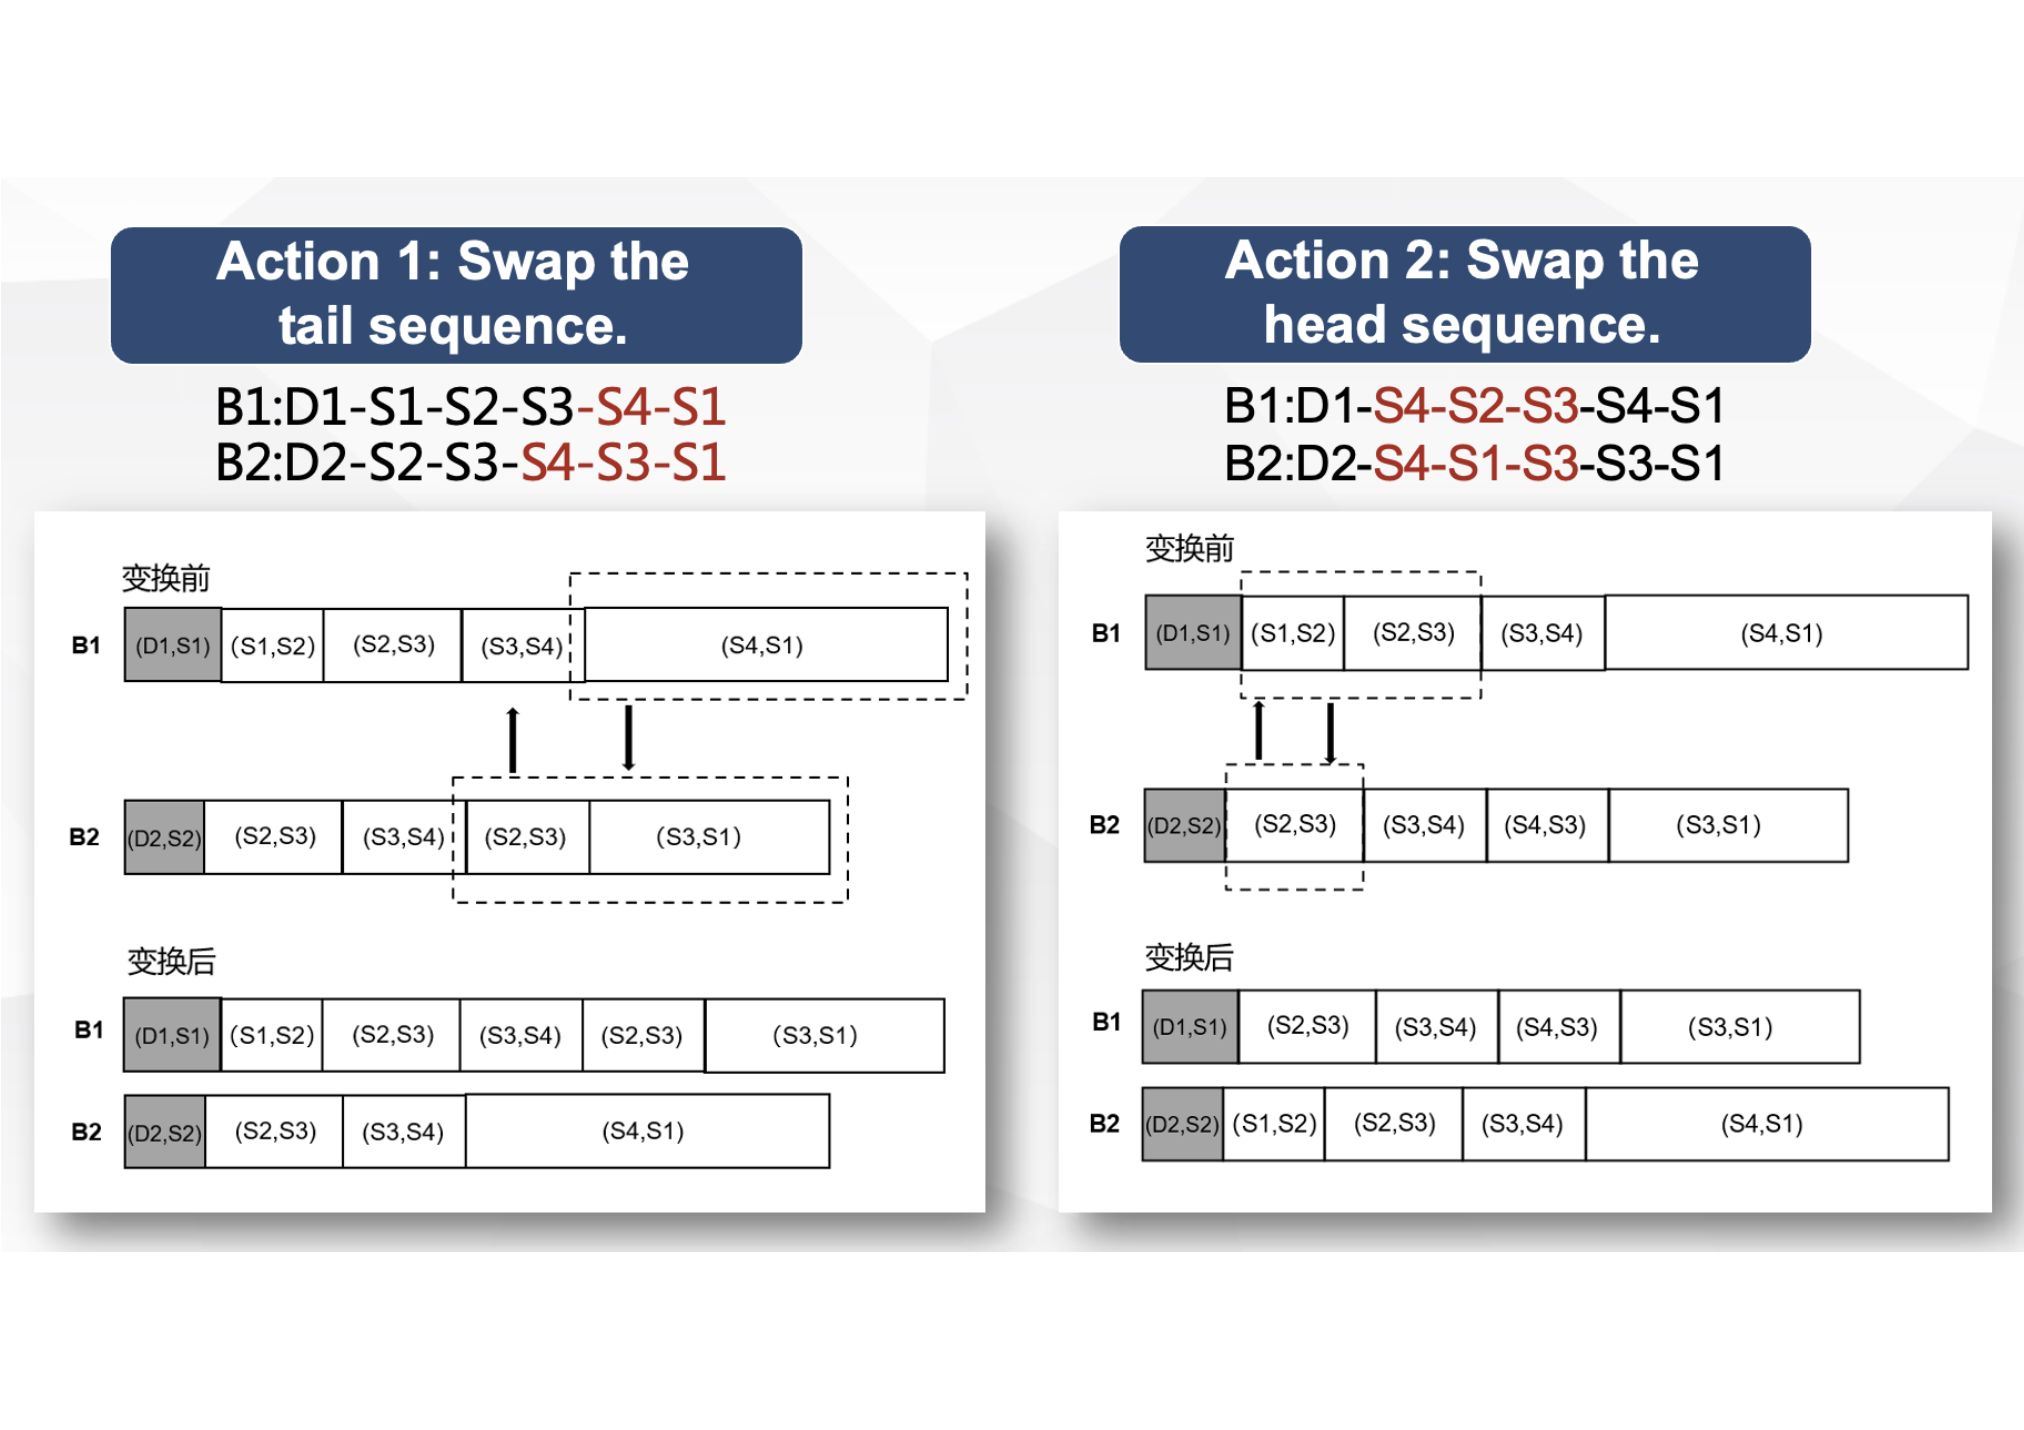 Action 1: Swap the
tail sequence.
B1:D1-S1-S2-S3-S4-S1
B2:D2-S2-S3-S4-S3-S1
变换前
B1 (D1,S1) (S1,S2) (S2,S3) (S3,S4) (S4,S1)
B2 (D2,S2) (S2,S3) (S3,S4) (S2,S3) (S3,S1)
变换后
B1 (D1,S1) (S1,S2) (S2,S3) (S3,S4) (S2,S3) (S3,S1)
B2 (D2,S2) (S2,S3) (S3,S4) (S4,S1)
Action 2: Swap the
head sequence.
B1:D1-S4-S2-S3-S4-S1
B2:D2-S4-S1-S3-S3-S1
变换前
B1 (D1,S1) (S1,S2) (S2,S3) (S3,S4) (S4,S1)
B2 (D2,S2) (S2,S3) (S3,S4) (S4,S3) (S3,S1)
变换后
B1 (D1,S1) (S2,S3) (S3,S4) (S4,S3) (S3,S1)
B2 (D2,S2) (S1,S2) (S2,S3) (S3,S4) (S4,S1)